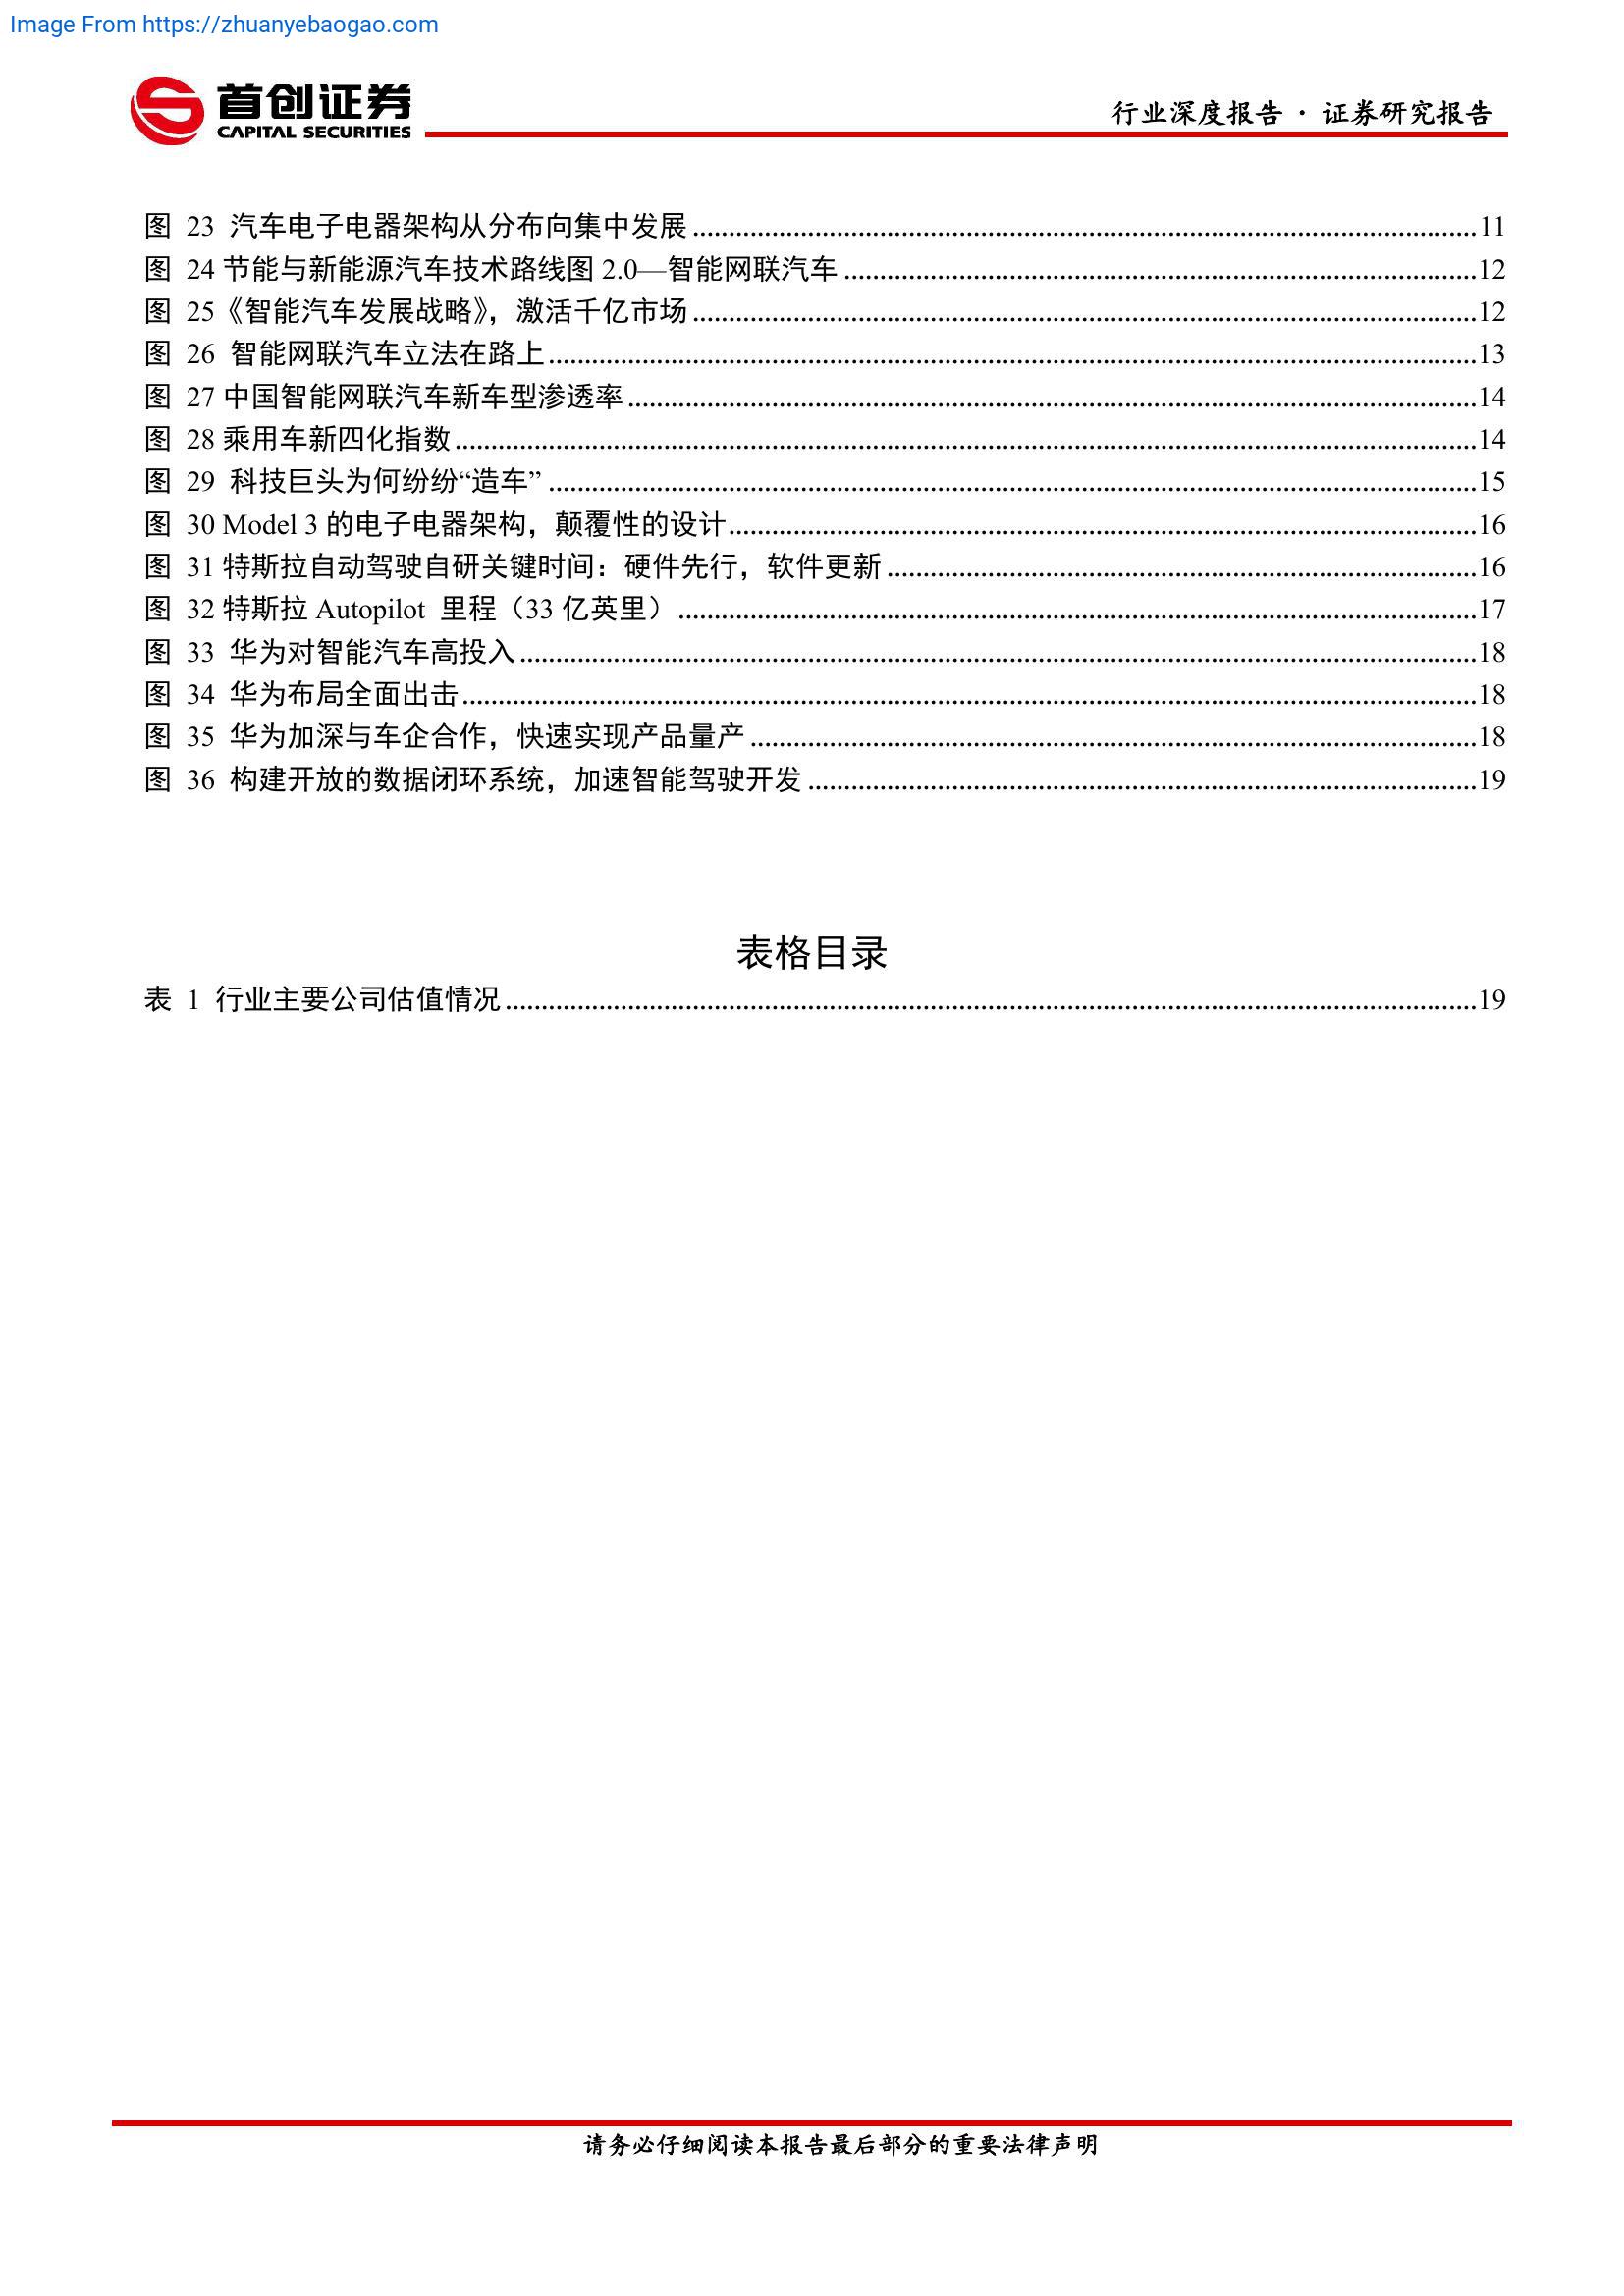 Image From https://zhuanyebaogao.com
首创证券
CAPITAL SECURITIES
行业深度报告 · 证券研究报告
图 23 汽车电子电器架构从分布向集中发展........................................11
图 24 节能与新能源汽车技术路线图 2.0—智能网联汽车........................................12
图 25《智能汽车发展战略》，激活千亿市场........................................12
图 26 智能网联汽车立法在路上........................................13
图 27 中国智能网联汽车新车型渗透率........................................14
图 28 乘用车新四化指数........................................14
图 29 科技巨头为何纷纷“造车”........................................15
图 30 Model 3 的电子电器架构，颠覆性的设计........................................16
图 31 特斯拉自动驾驶自研关键时间：硬件先行，软件更新........................................16
图 32 特斯拉 Autopilot 里程（33 亿英里）........................................17
图 33 华为对智能汽车高投入........................................18
图 34 华为布局全面出击........................................18
图 35 华为加深与车企合作，快速实现产品量产........................................18
图 36 构建开放的数据闭环系统，加速智能驾驶开发........................................19
表格目录
表 1 行业主要公司估值情况........................................19
请务必仔细阅读本报告最后部分的重要法律声明